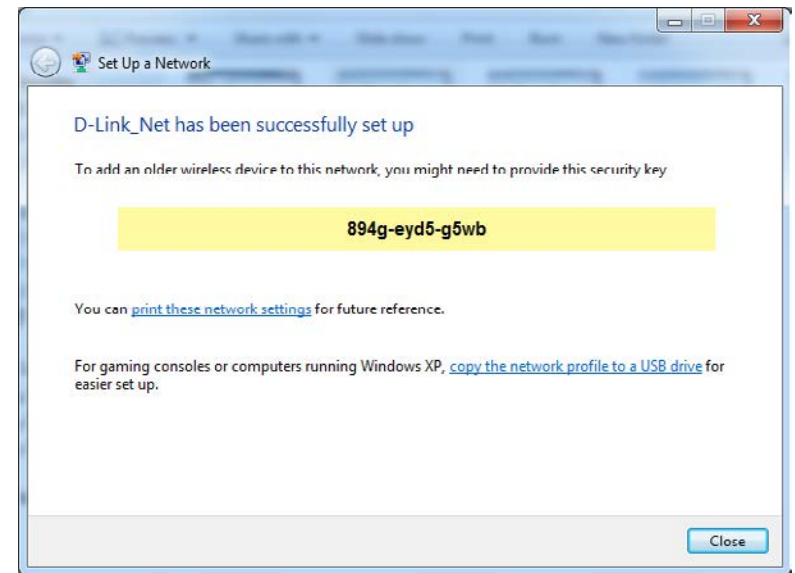 Set Up a Network
D-Link_Net has been successfully set up
To add an older wireless device to this network, you might need to provide this security key
894g-eyd5-g5wb
You can print these network settings for future reference.
For gaming consoles or computers running Windows XP, copy the network profile to a USB drive for
easier set up.
Close